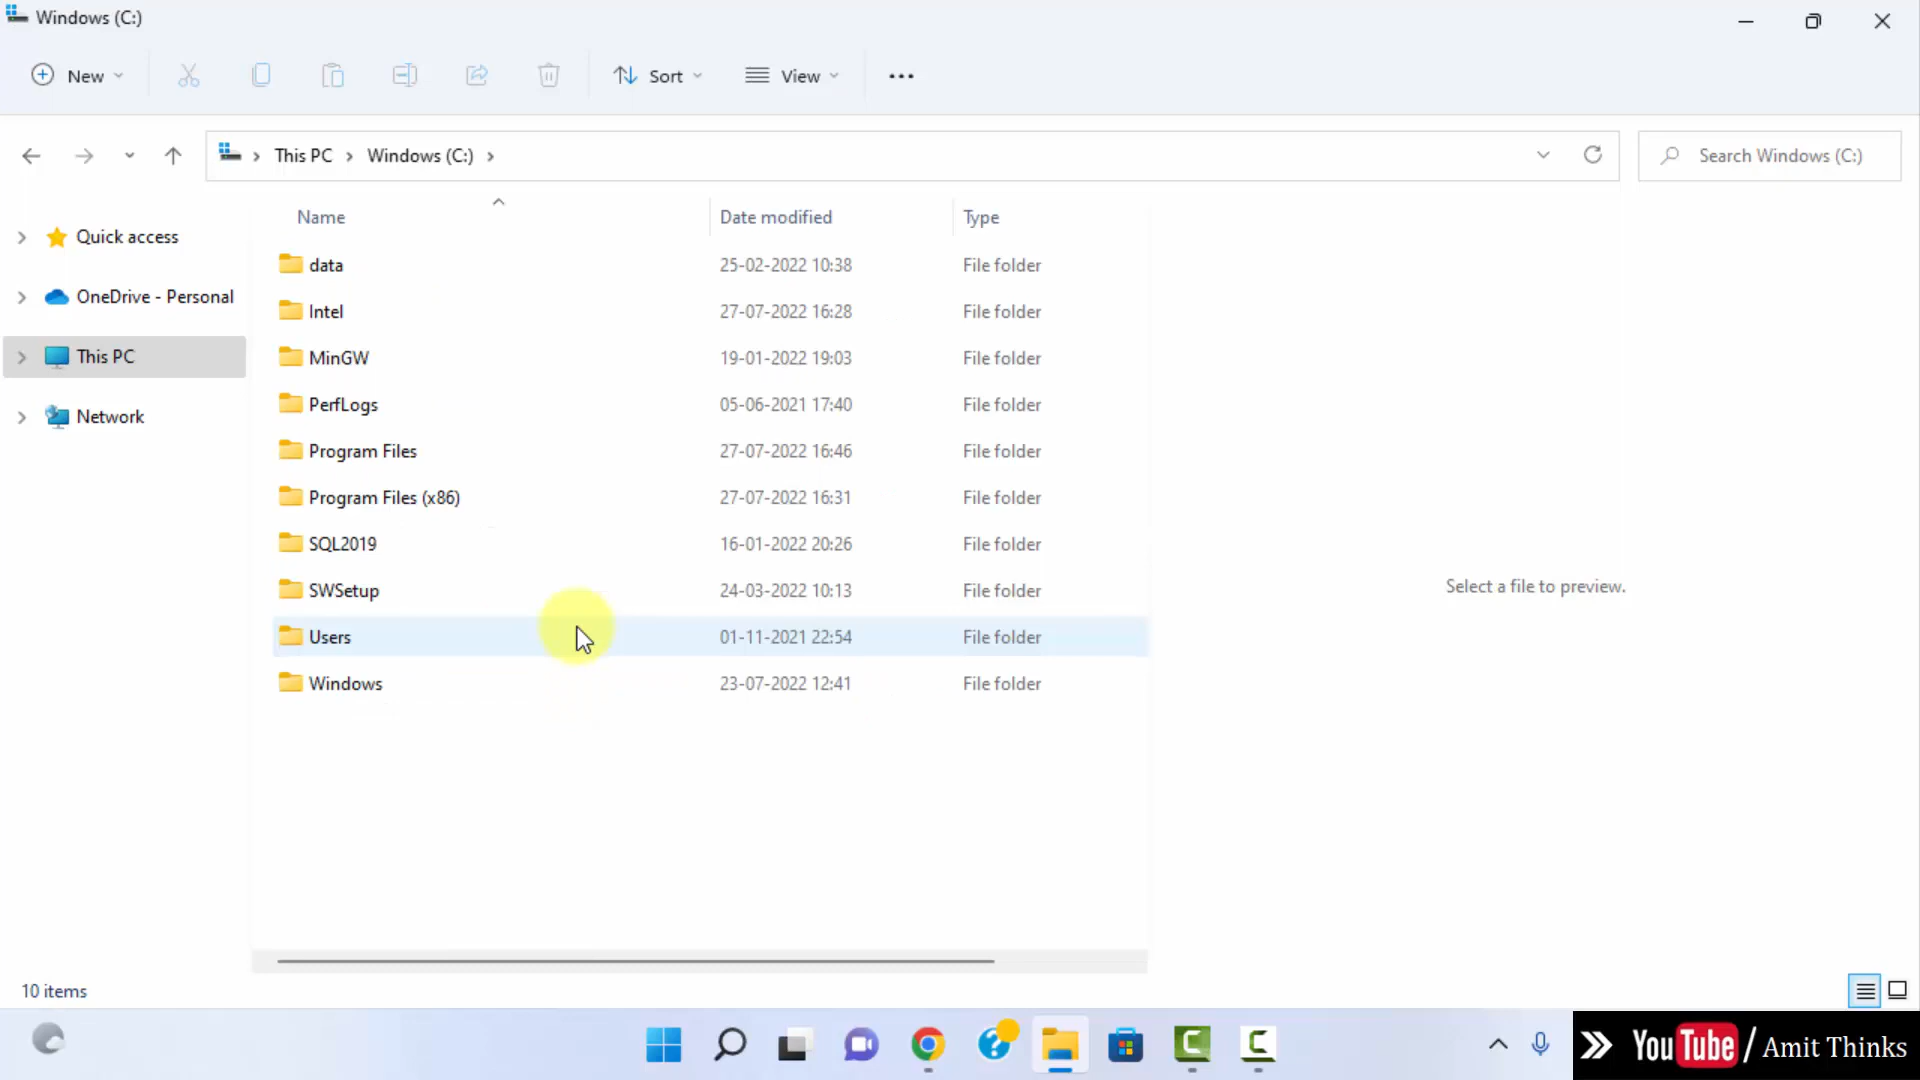 Windows (C:)
New
Sort
View
This PC
Windows (C:)
Search Windows (C:)
Quick access
OneDrive - Personal
This PC
Network
Name Date modified Type
data 25-02-2022 10:38 File folder
Intel 27-07-2022 16:28 File folder
MinGW 19-01-2022 19:03 File folder
PerfLogs 05-06-2021 17:40 File folder
Program Files 27-07-2022 16:46 File folder
Program Files (x86) 27-07-2022 16:31 File folder
SQL2019 16-01-2022 20:26 File folder
SWSetup 24-03-2022 10:13 File folder
Users 01-11-2021 22:54 File folder
Windows 23-07-2022 12:41 File folder
Select a file to preview.
10 items
YouTube / Amit Thinks